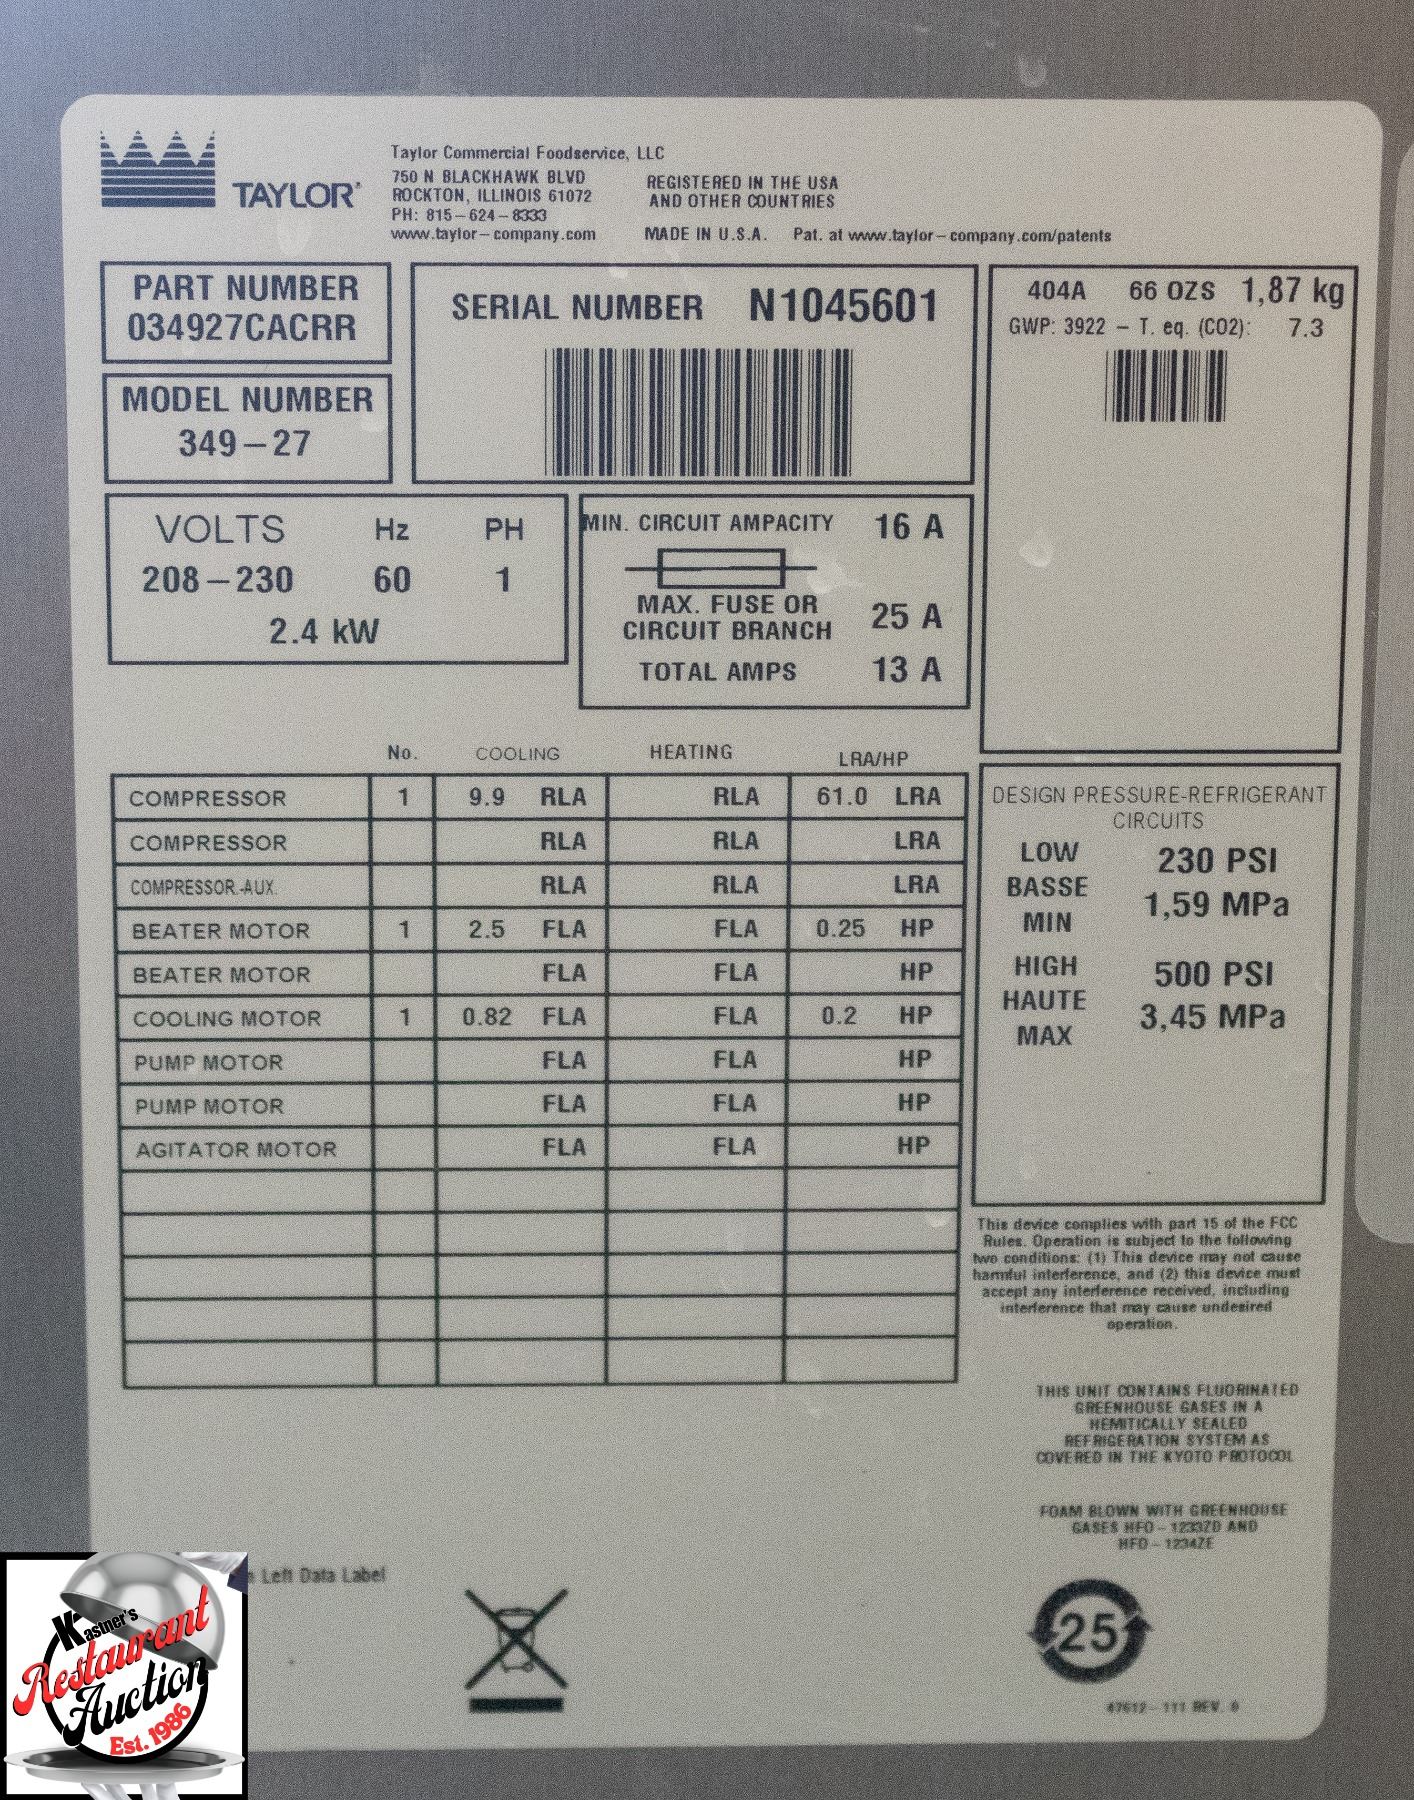 TAYLOR®
Taylor Commercial Foodservice, LLC
750 N BLACKHAWK BLVD
ROCKTON, ILLINOIS 61072
PH: 815-624-8333
www.taylor-company.com
REGISTERED IN THE USA
AND OTHER COUNTRIES
MADE IN U.S.A. Pat. at www.taylor-company.com/patents
PART NUMBER
034927CACRR
MODEL NUMBER
349-27
SERIAL NUMBER N1045601
404A 66 OZS 1,87 kg
GWP: 3922 - T. eq. (CO2): 7.3
VOLTS Hz PH
208-230 60 1
2.4 kW
MIN. CIRCUIT AMPACITY 16 A
MAX. FUSE OR
CIRCUIT BRANCH 25 A
TOTAL AMPS 13 A
No. COOLING HEATING LRA/HP
COMPRESSOR 1 9.9 RLA RLA 61.0 LRA
COMPRESSOR RLA RLA LRA
COMPRESSOR.-AUX. RLA RLA LRA
BEATER MOTOR 1 2.5 FLA FLA 0.25 HP
BEATER MOTOR FLA FLA HP
COOLING MOTOR 1 0.82 FLA FLA 0.2 HP
PUMP MOTOR FLA FLA HP
PUMP MOTOR FLA FLA HP
AGITATOR MOTOR FLA FLA HP
DESIGN PRESSURE-REFRIGERANT
CIRCUITS
LOW
BASSE
MIN
230 PSI
1,59 MPa
HIGH
HAUTE
MAX
500 PSI
3,45 MPa
This device complies with part 15 of the FCC
Rules. Operation is subject to the following
two conditions: (1) This device may not cause
harmful interference, and (2) this device must
accept any interference received, including
interference that may cause undesired
operation.
THIS UNIT CONTAINS FLUORINATED
GREENHOUSE GASES IN A
HEMITICALLY SEALED
REFRIGERATION SYSTEM AS
COVERED IN THE KYOTO PROTOCOL
FOAM BLOWN WITH GREENHOUSE
GASES HFO-1233ZD AND
HFO-1234ZE
Left Data Label
25
47612-111 REV. 0
Kastner's
Restaurant
Auction
Est. 1986